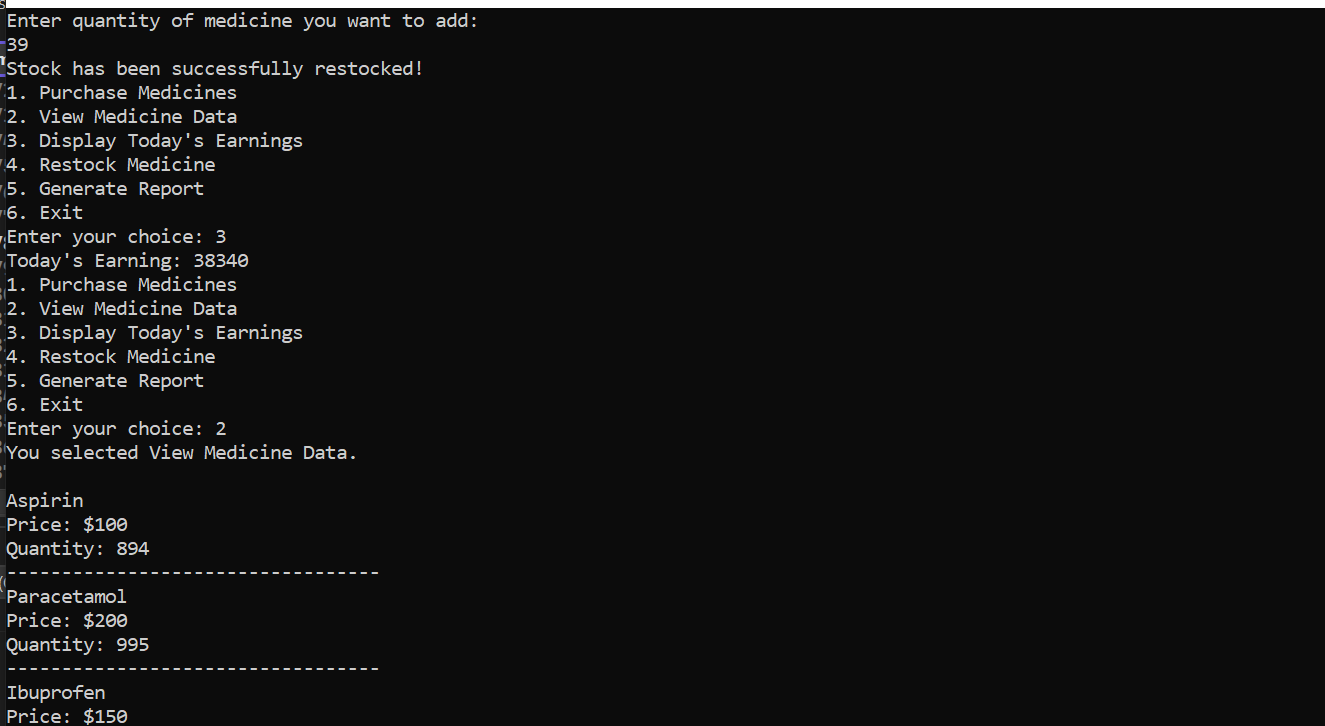 Enter quantity of medicine you want to add:
39
Stock has been successfully restocked!
1. Purchase Medicines
2. View Medicine Data
3. Display Today's Earnings
4. Restock Medicine
5. Generate Report
6. Exit
Enter your choice: 3
Today's Earning: 38340
1. Purchase Medicines
2. View Medicine Data
3. Display Today's Earnings
4. Restock Medicine
5. Generate Report
6. Exit
Enter your choice: 2
You selected View Medicine Data.

Aspirin
Price: $100
Quantity: 894
----------------------------------
Paracetamol
Price: $200
Quantity: 995
----------------------------------
Ibuprofen
Price: $150